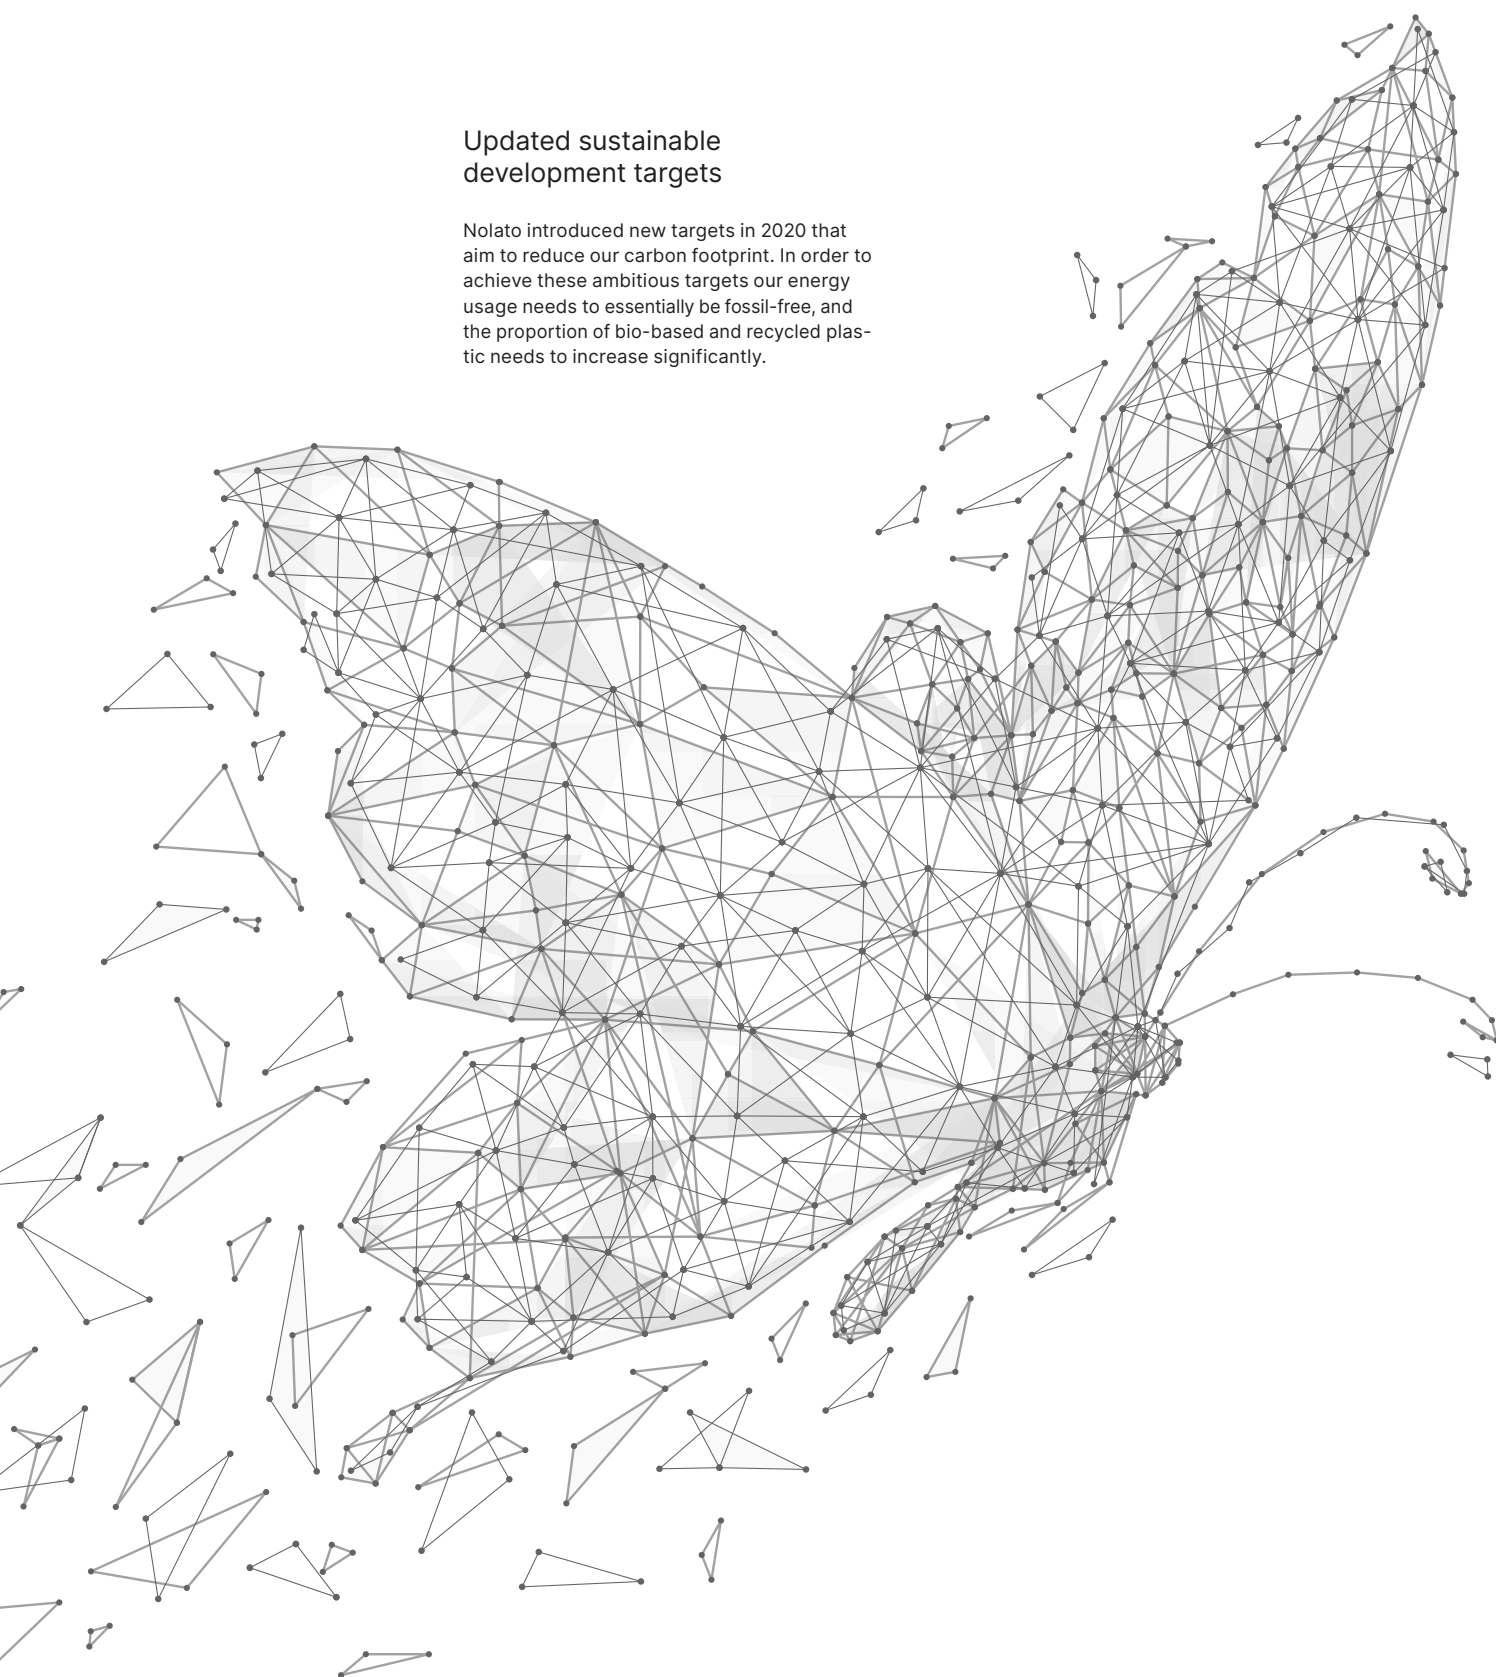 Updated sustainable
development targets
Nolato introduced new targets in 2020 that
aim to reduce our carbon footprint. In order to
achieve these ambitious targets our energy
usage needs to essentially be fossil-free, and
the proportion of bio-based and recycled plas-
tic needs to increase significantly.